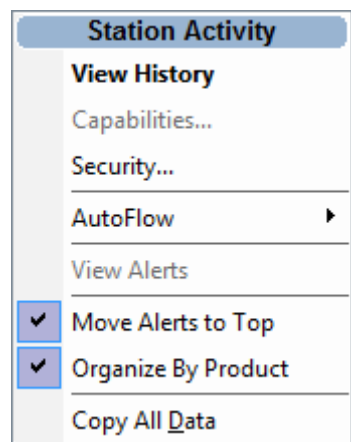 Station Activity
View History
Capabilities...
Security...
AutoFlow
View Alerts
Move Alerts to Top
Organize By Product
Copy All Data